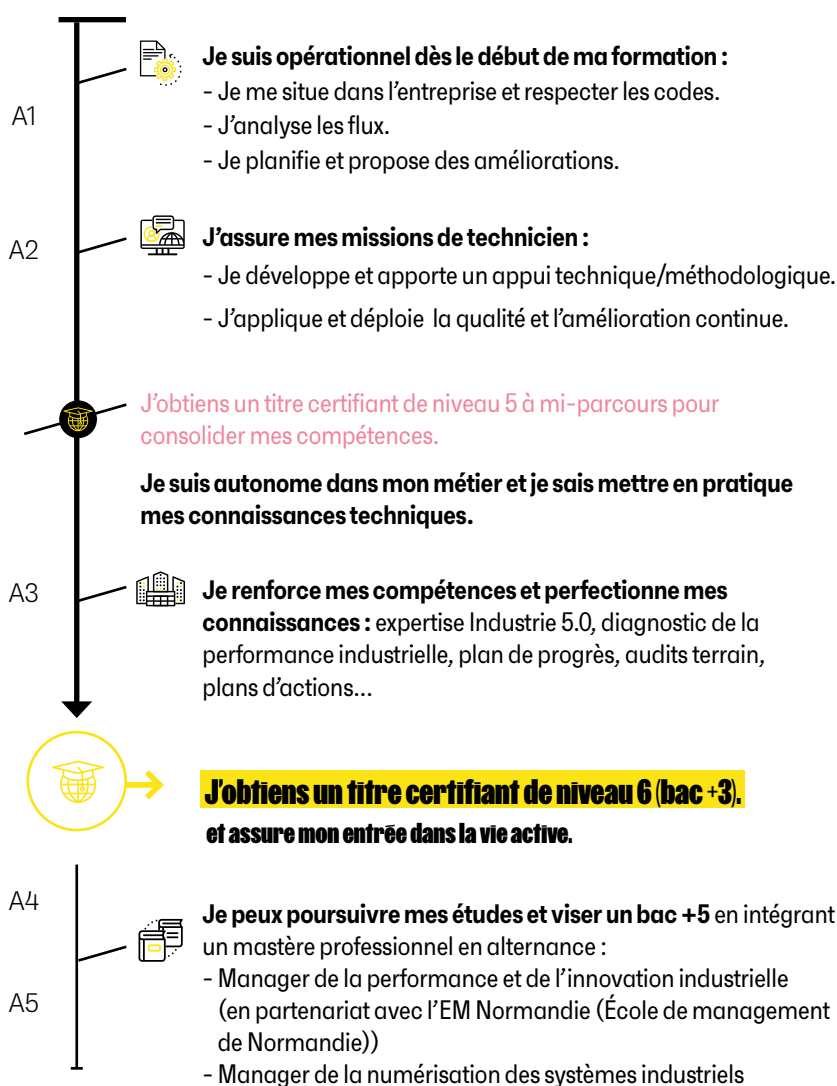 A1
Je suis opérationnel dès le début de ma formation :
- Je me situe dans l'entreprise et respecter les codes.
- J'analyse les flux.
- Je planifie et propose des améliorations.
A2
J'assure mes missions de technicien :
- Je développe et apporte un appui technique/méthodologique.
- J'applique et déploie la qualité et l'amélioration continue.
J'obtiens un titre certifiant de niveau 5 à mi-parcours pour
consolider mes compétences.
Je suis autonome dans mon métier et je sais mettre en pratique
mes connaissances techniques.
A3
Je renforce mes compétences et perfectionne mes
connaissances : expertise Industrie 5.0, diagnostic de la
performance industrielle, plan de progrès, audits terrain,
plans d'actions...
J'obtiens un titre certifiant de niveau 6 (bac +3).
et assure mon entrée dans la vie active.
A4
Je peux poursuivre mes études et viser un bac +5 en intégrant
un mastère professionnel en alternance :
- Manager de la performance et de l'innovation industrielle
A5
(en partenariat avec l'EM Normandie (École de management
de Normandie))
- Manager de la numérisation des systèmes industriels